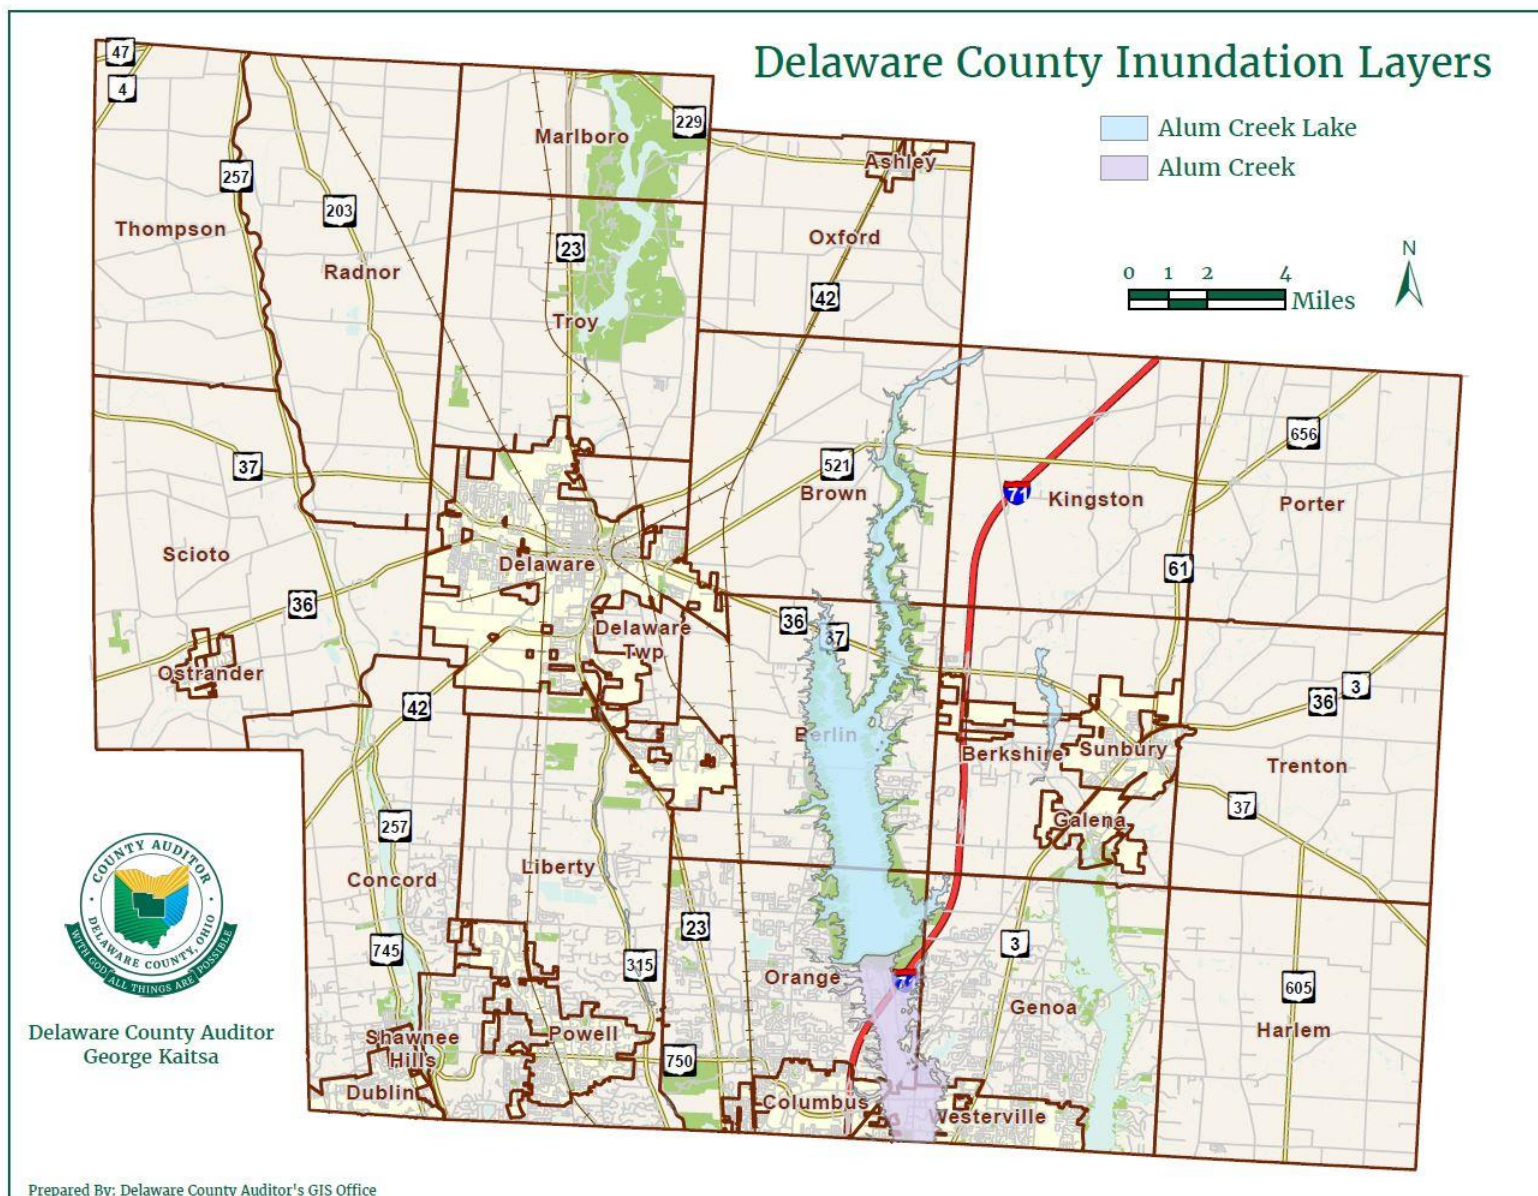 Delaware County Inundation Layers
Alum Creek Lake
Alum Creek
0 1 2 4
Miles
N
47
4
229
Marlboro
Ashley
257
203
Thompson
Oxford
Radnor
23
42
Troy
656
37
521
Brown
71
Kingston
Porter
Scioto
Delaware
61
36
36
37
Delaware
Twp
Ostrander
42
3
36
Berlin
Berkshire
Sunbury
Trenton
37
Galena
257
Liberty
Concord
23
3
745
315
Orange
71
605
Genoa
Harlem
Shawnee
Hills
Powell
750
Dublin
Columbus
Westerville
COUNTY AUDITOR
DELAWARE COUNTY, OHIO
WITH GOD ALL THINGS ARE POSSIBLE
Delaware County Auditor
George Kaitsa
Prepared By: Delaware County Auditor's GIS Office